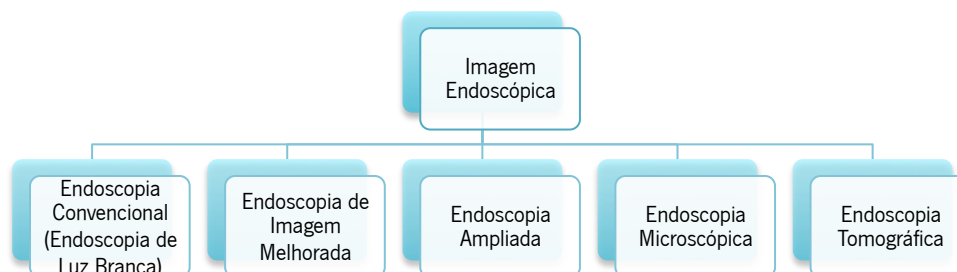 Imagem
Endoscópica
Endoscopia
Convencional
(Endoscopia de
Luz Branca)
Endoscopia de
Imagem
Melhorada
Endoscopia
Ampliada
Endoscopia
Microscópica
Endoscopia
Tomográfica